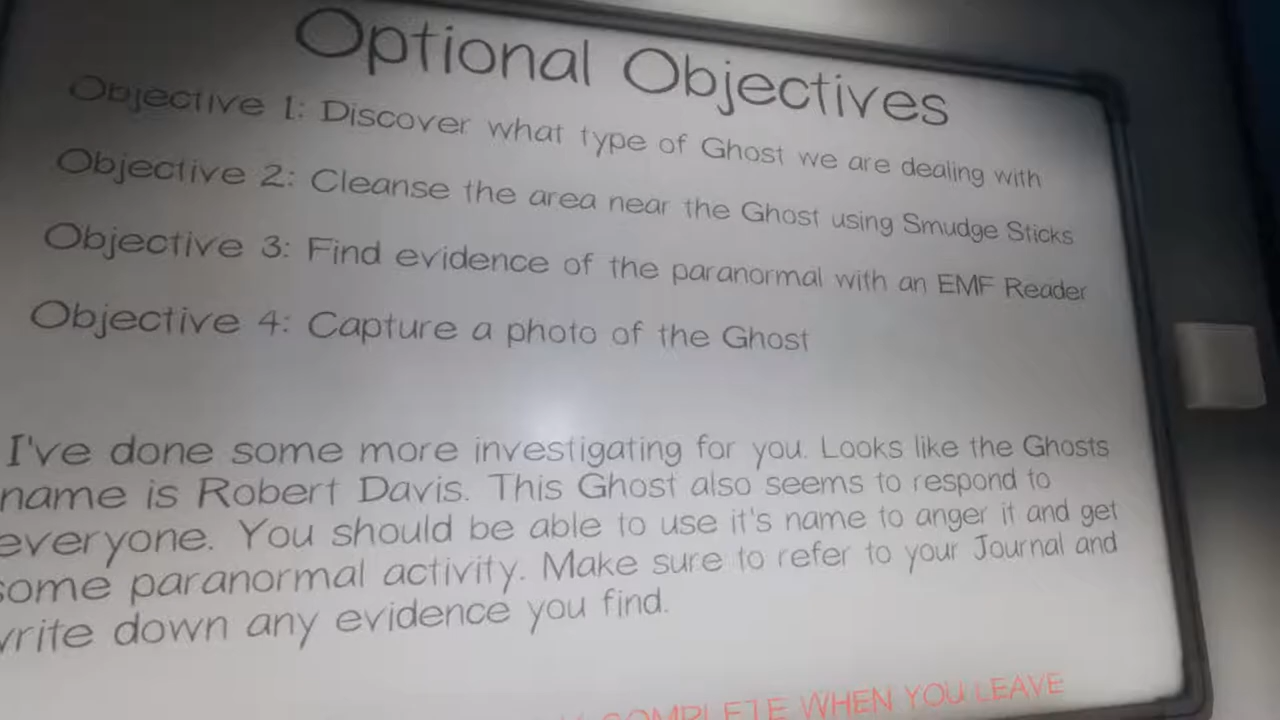 Optional Objectives
Objective 1: Discover what type of Ghost we are dealing with
Objective 2: Cleanse the area near the Ghost using Smudge Sticks
Objective 3: Find evidence of the paranormal with an EMF Reader
Objective 4: Capture a photo of the Ghost
I've done some more investigating for you. Looks like the Ghosts
name is Robert Davis. This Ghost also seems to respond to
everyone. You should be able to use it's name to anger it and get
some paranormal activity. Make sure to refer to your Journal and
write down any evidence you find.
COMPLETE WHEN YOU LEAVE